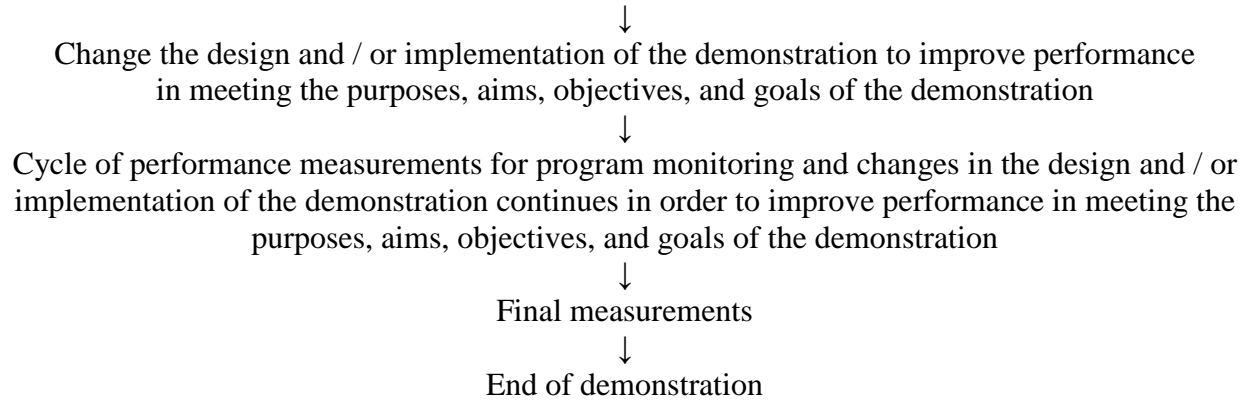 ↓
Change the design and / or implementation of the demonstration to improve performance
in meeting the purposes, aims, objectives, and goals of the demonstration
↓
Cycle of performance measurements for program monitoring and changes in the design and / or
implementation of the demonstration continues in order to improve performance in meeting the
purposes, aims, objectives, and goals of the demonstration
↓
Final measurements
↓
End of demonstration